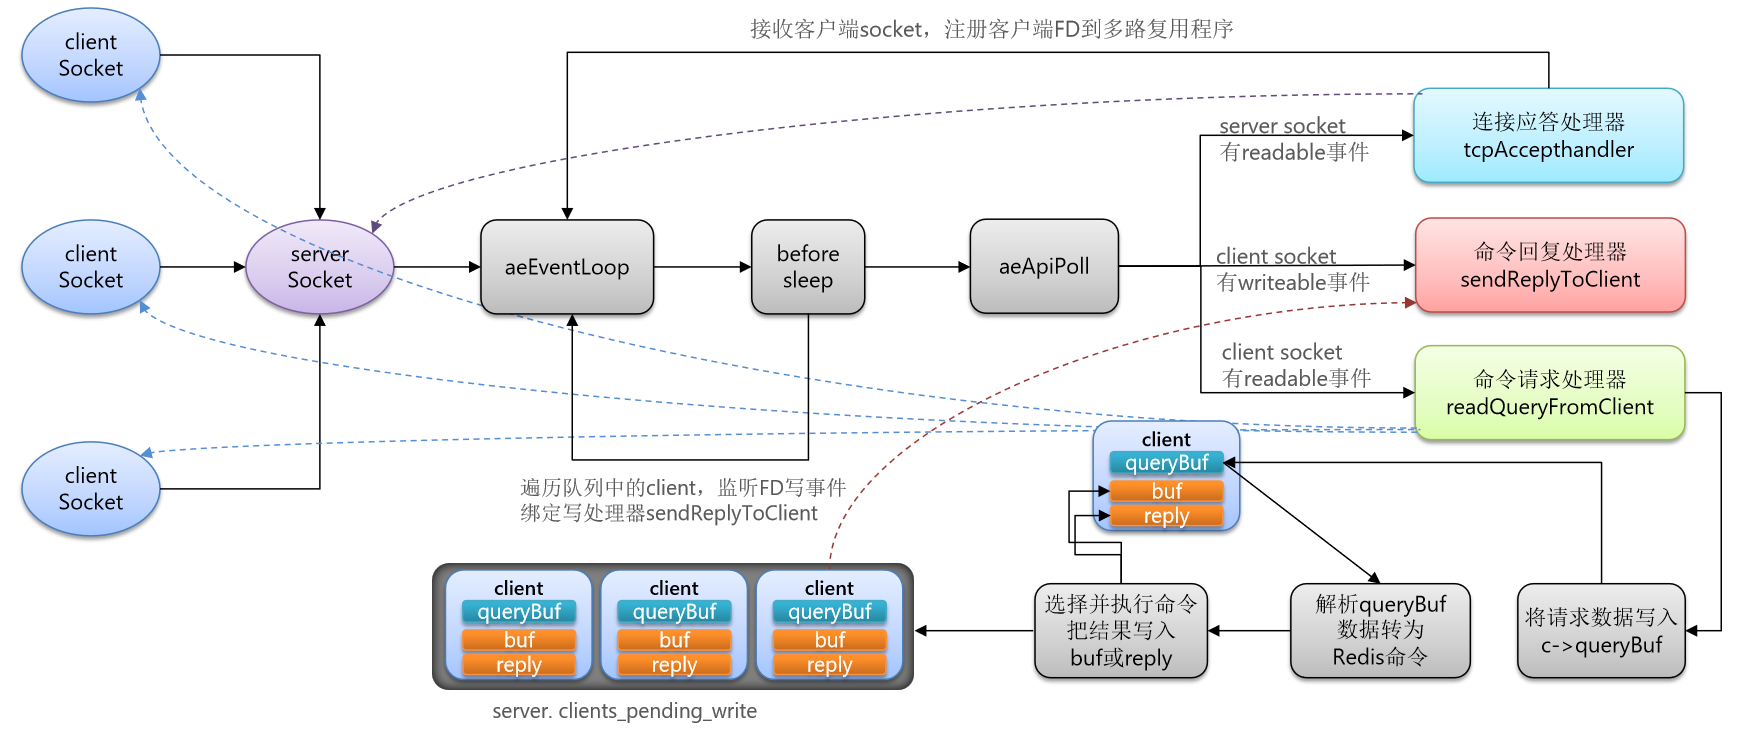 接收客户端socket，注册客户端FD到多路复用程序
client
Socket
server socket
有readable事件
连接应答处理器
tcpAccepthandler
client
Socket
server
Socket
aeEventLoop
before
sleep
aeApiPoll
client socket
有writeable事件
命令回复处理器
sendReplyToClient
client socket
有readable事件
命令请求处理器
readQueryFromClient
client
Socket
遍历队列中的client，监听FD写事件
绑定写处理器sendReplyToClient
client
queryBuf
buf
reply
client
queryBuf
buf
reply
client
queryBuf
buf
reply
client
queryBuf
buf
reply
选择并执行命令
把结果写入
buf或reply
解析queryBuf
数据转为
Redis命令
将请求数据写入
c->queryBuf
server. clients_pending_write